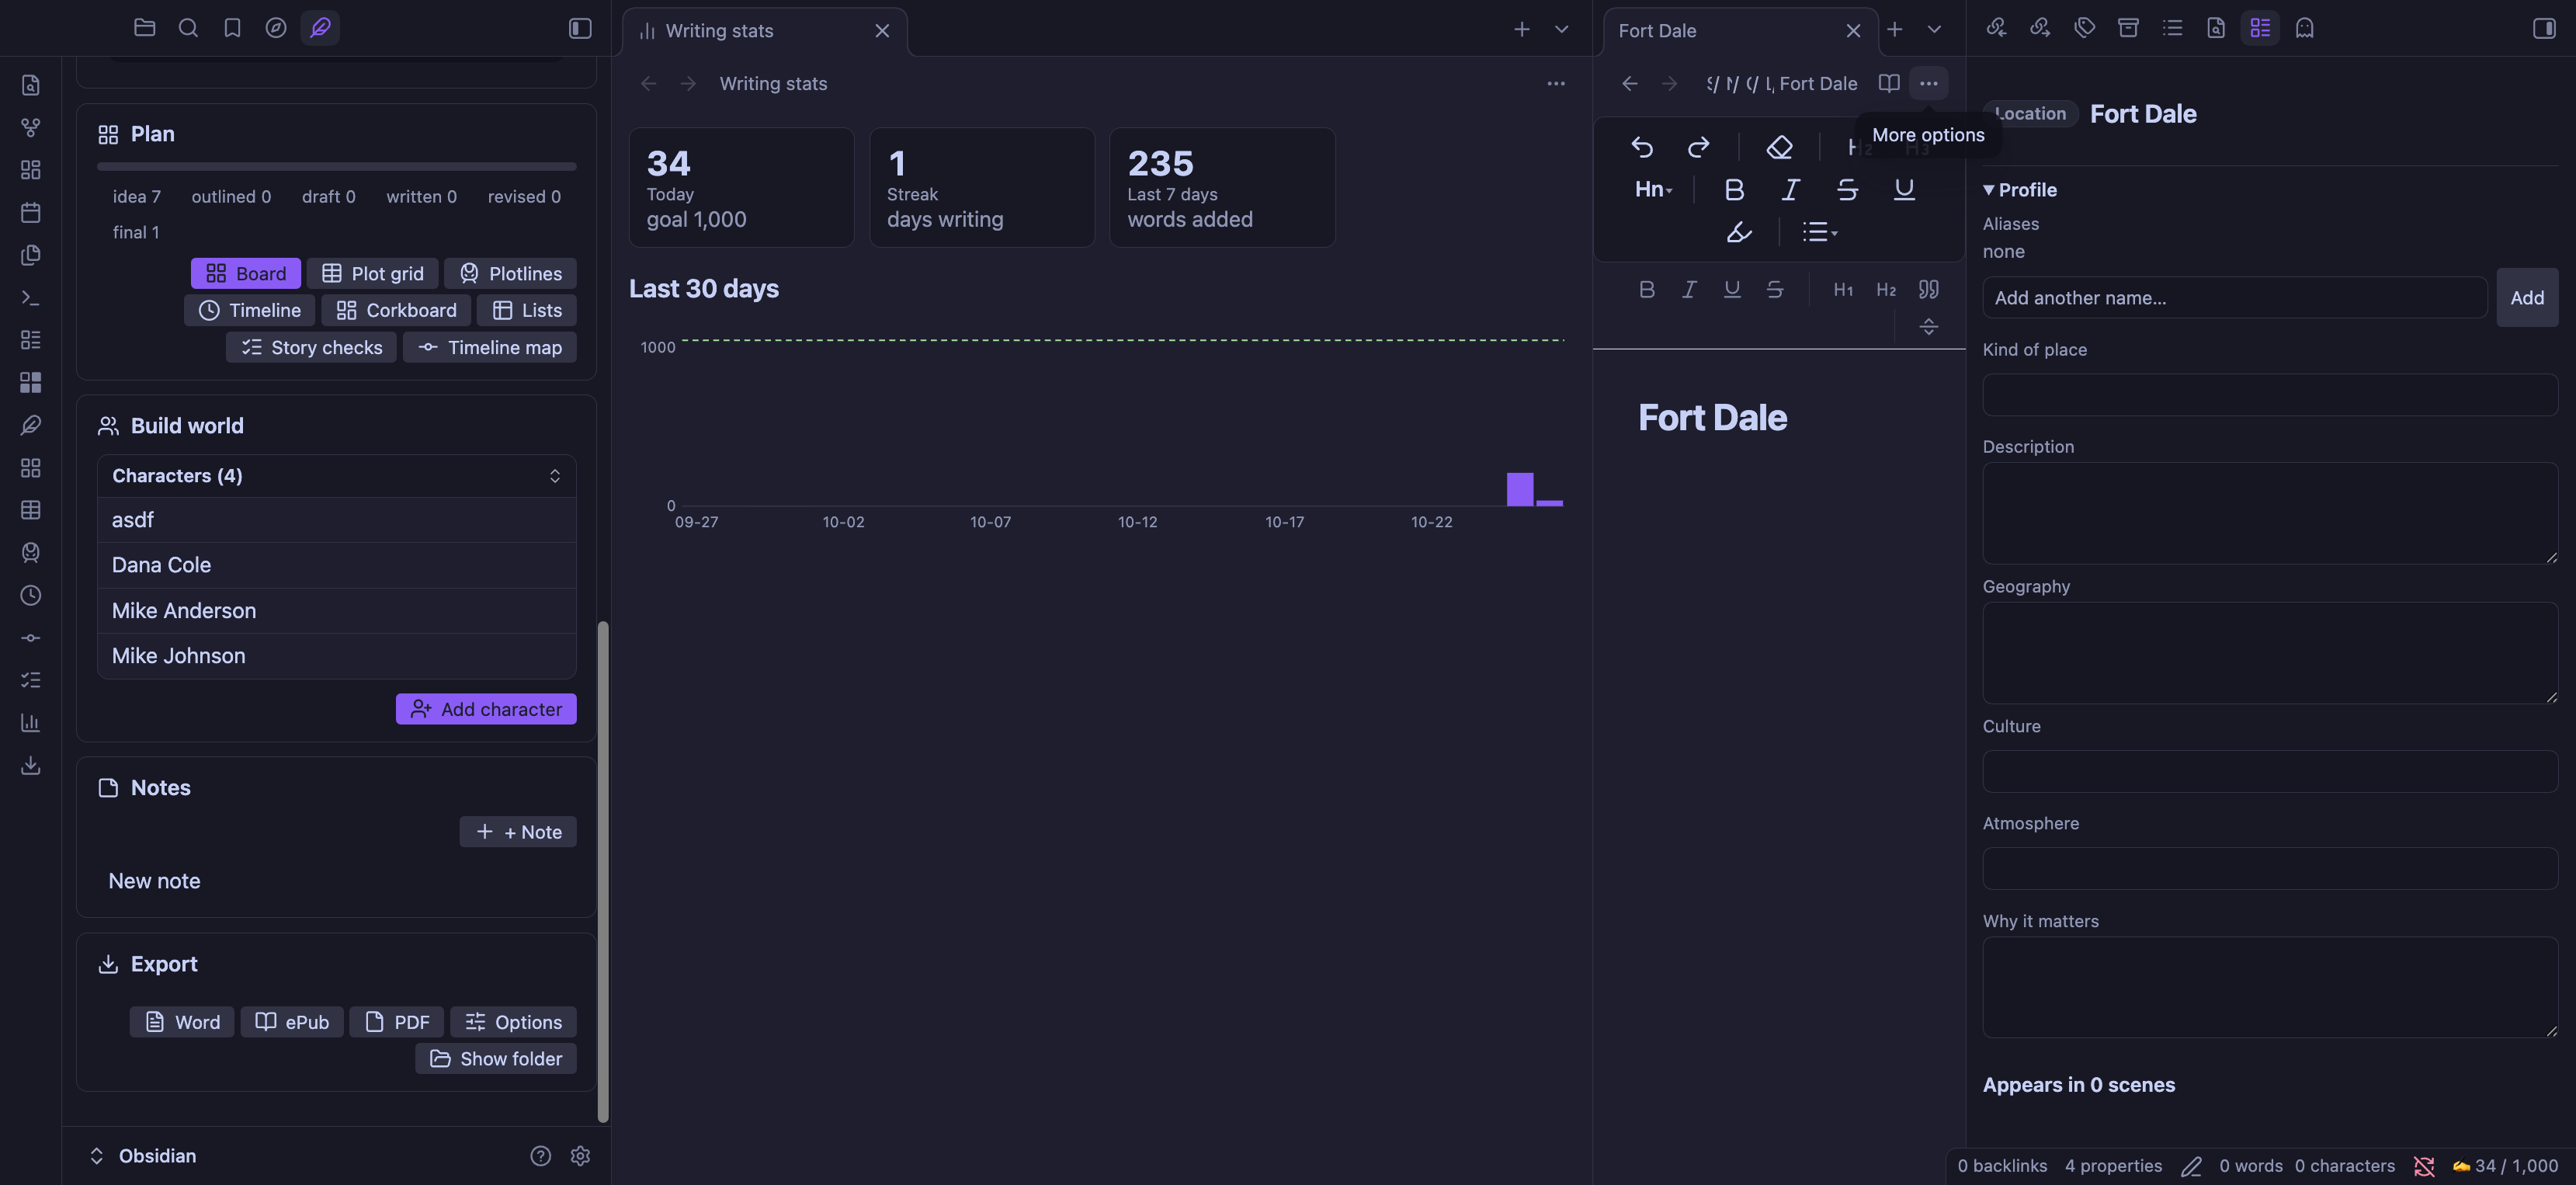 Plan
idea 7 outlined 0 draft 0 written 0 revised 0
final 1
Board Plot grid Plotlines
Timeline Corkboard Lists
Story checks Timeline map
Build world
Characters (4)
asdf
Dana Cole
Mike Anderson
Mike Johnson
Add character
Notes
+ Note
New note
Export
Word ePub PDF Options
Show folder
Obsidian
Writing stats
Writing stats
34
Today
goal 1,000
1
Streak
days writing
235
Last 7 days
words added
Last 30 days
1000
0
09-27 10-02 10-07 10-12 10-17 10-22
Fort Dale
Fort Dale
More options
Hn B I S U
B I U S H1 H2
Fort Dale
Location Fort Dale
Profile
Aliases
none
Add another name...
Add
Kind of place
Description
Geography
Culture
Atmosphere
Why it matters
Appears in 0 scenes
0 backlinks 4 properties 0 words 0 characters 34 / 1,000